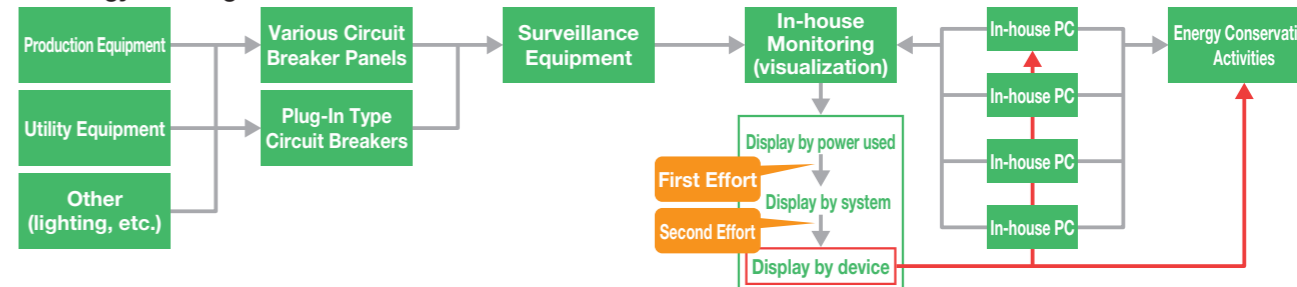 Production Equipment
Utility Equipment
Other
(lighting, etc.)
Various Circuit
Breaker Panels
Plug-In Type
Circuit Breakers
Surveillance
Equipment
In-house
Monitoring
(visualization)
Display by power used
First Effort
Display by system
Second Effort
Display by device
In-house PC
In-house PC
In-house PC
In-house PC
Energy Conservati
Activities